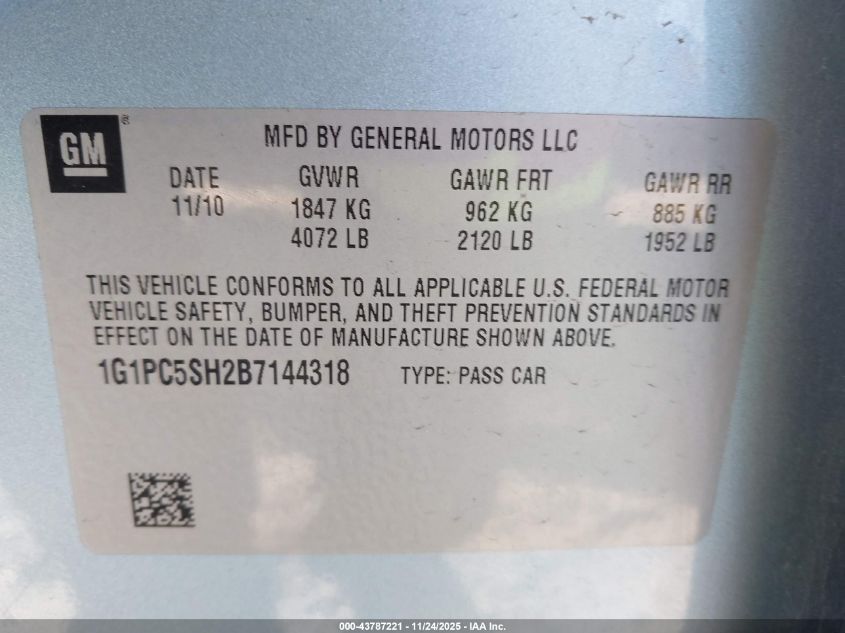 GM ®
MFD BY GENERAL MOTORS LLC
DATE GVWR GAWR FRT GAWR RR
11/10 1847 KG 962 KG 885 KG
4072 LB 2120 LB 1952 LB
THIS VEHICLE CONFORMS TO ALL APPLICABLE U.S. FEDERAL MOTOR
VEHICLE SAFETY, BUMPER, AND THEFT PREVENTION STANDARDS IN
EFFECT ON THE DATE OF MANUFACTURE SHOWN ABOVE.
1G1PC5SH2B7144318 TYPE: PASS CAR
000-43787221 - 11/24/2025 - IAA Inc.